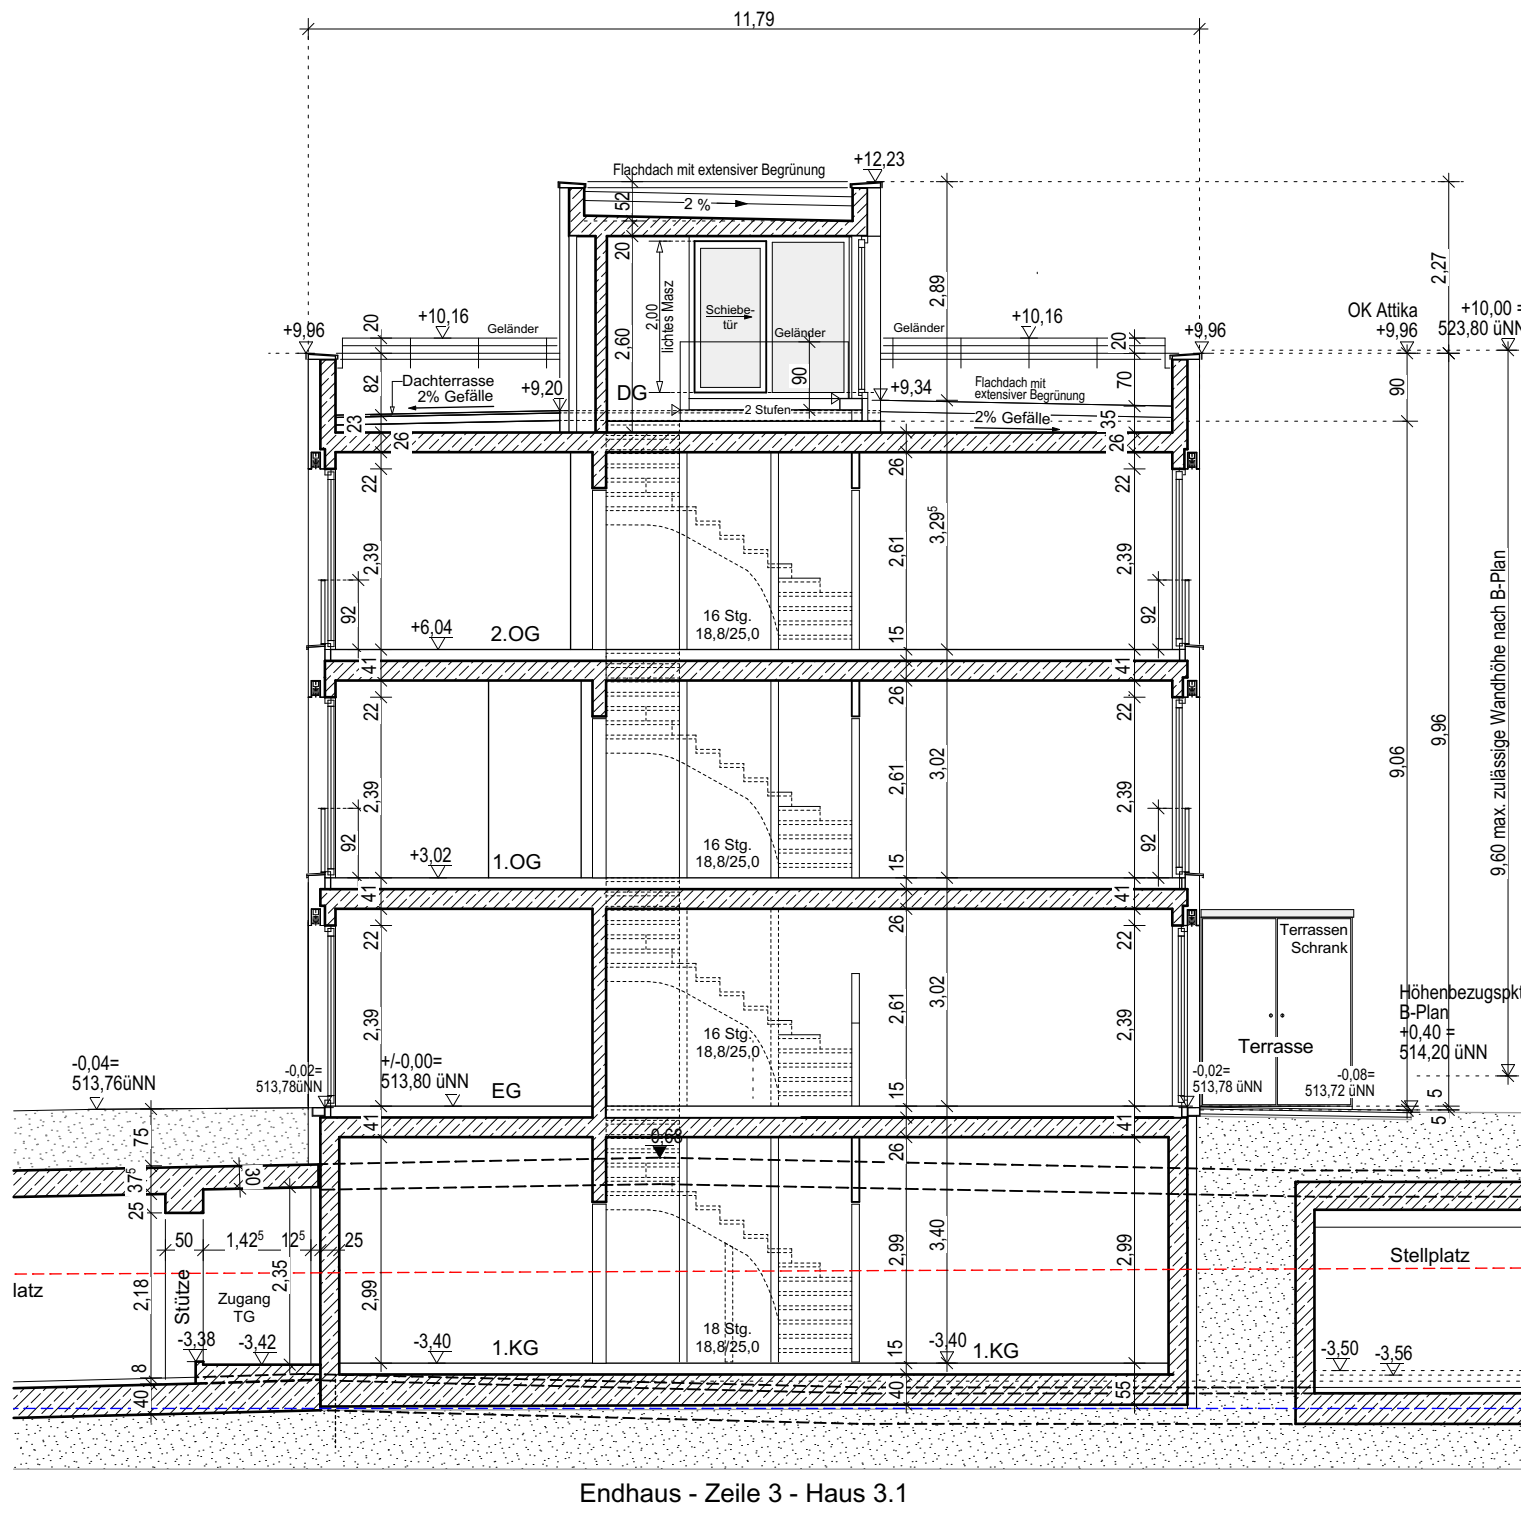 11,79
Flachdach mit extensiver Begrünung
+12,23
52
2 %
20
2,60
2,00
lichtes Masz
Schiebe-
tür
Geländer
90
DG
2 Stufen
2,89
2,27
+9,96
20
+10,16
Geländer
Geländer
+10,16
20
+9,96
OK Attika
+9,96
+10,00 =
523,80 üNN
82
Dachterrasse
2% Gefälle
+9,20
+9,34
Flachdach mit
extensiver Begrünung
2% Gefälle
70
35
90
23
26
26
22
26
22
2,39
2,61
3,29⁵
2,39
92
92
16 Stg.
18,8/25,0
+6,04
2.OG
15
41
41
22
26
22
2,39
2,61
3,02
2,39
92
92
16 Stg.
18,8/25,0
+3,02
1.OG
15
41
41
9,06
9,96
9,60 max. zulässige Wandhöhe nach B-Plan
22
26
22
2,39
2,61
3,02
2,39
16 Stg.
18,8/25,0
Terrassen
Schrank
Terrasse
Höhenbezugspkt
B-Plan
+0,40 =
514,20 üNN
-0,04=
513,76üNN
-0,02=
513,78üNN
+/-0,00=
513,80 üNN
EG
15
-0,02=
513,78 üNN
-0,08=
513,72 üNN
5
5
75
41
41
-0,68
26
37⁵
30
25
50
1,42⁵
12⁵
25
2,18
Stütze
2,35
Zugang
TG
latz
2,99
2,99
3,40
2,99
Stellplatz
18 Stg.
18,8/25,0
-3,38
-3,42
-3,40
1.KG
15
-3,40
1.KG
-3,50
-3,56
8
40
40
55
Endhaus - Zeile 3 - Haus 3.1